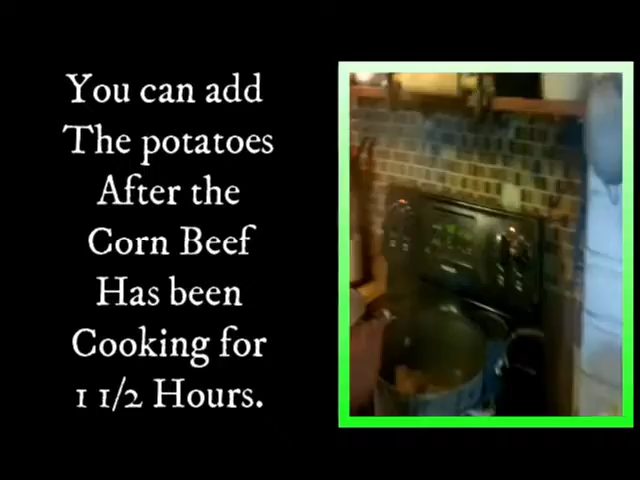 You can add
The potatoes
After the
Corn Beef
Has been
Cooking for
1 1/2 Hours.